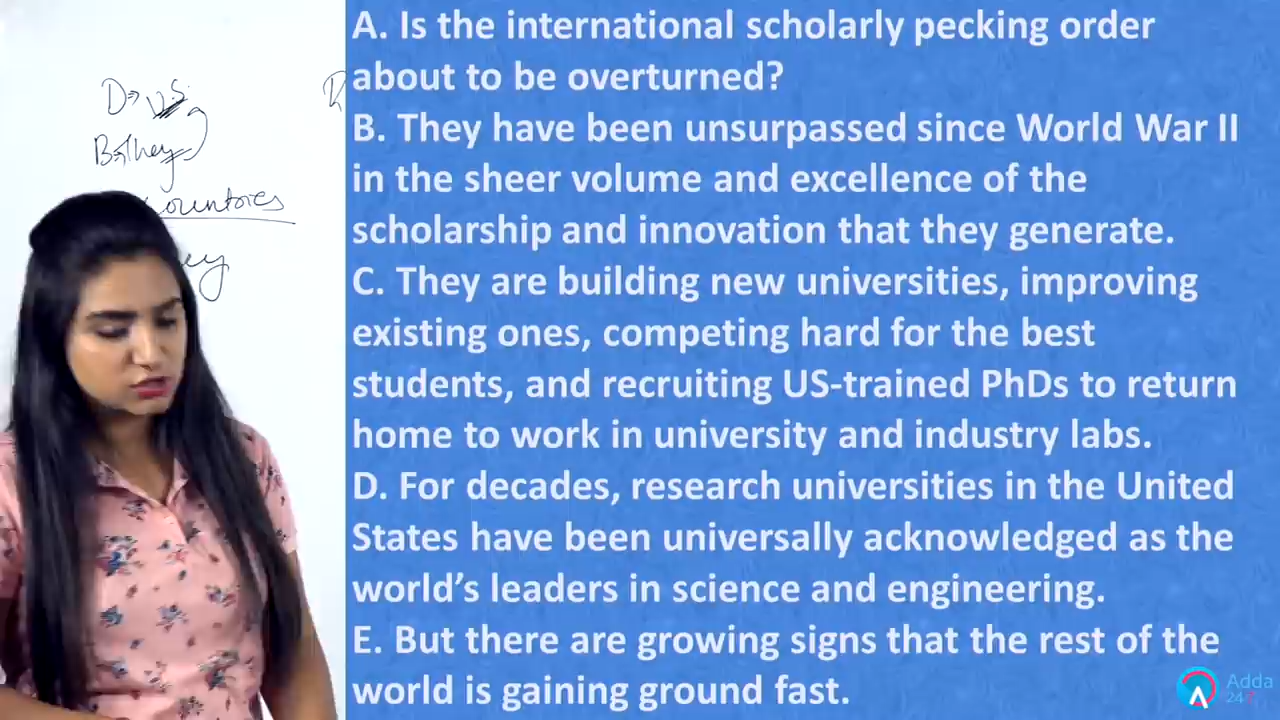 D⇒ U.S.
B⇒they
countries
A. Is the international scholarly pecking order
about to be overturned?
B. They have been unsurpassed since World War II
in the sheer volume and excellence of the
scholarship and innovation that they generate.
C. They are building new universities, improving
existing ones, competing hard for the best
students, and recruiting US-trained PhDs to return
home to work in university and industry labs.
D. For decades, research universities in the United
States have been universally acknowledged as the
world’s leaders in science and engineering.
E. But there are growing signs that the rest of the
world is gaining ground fast.
Adda
247